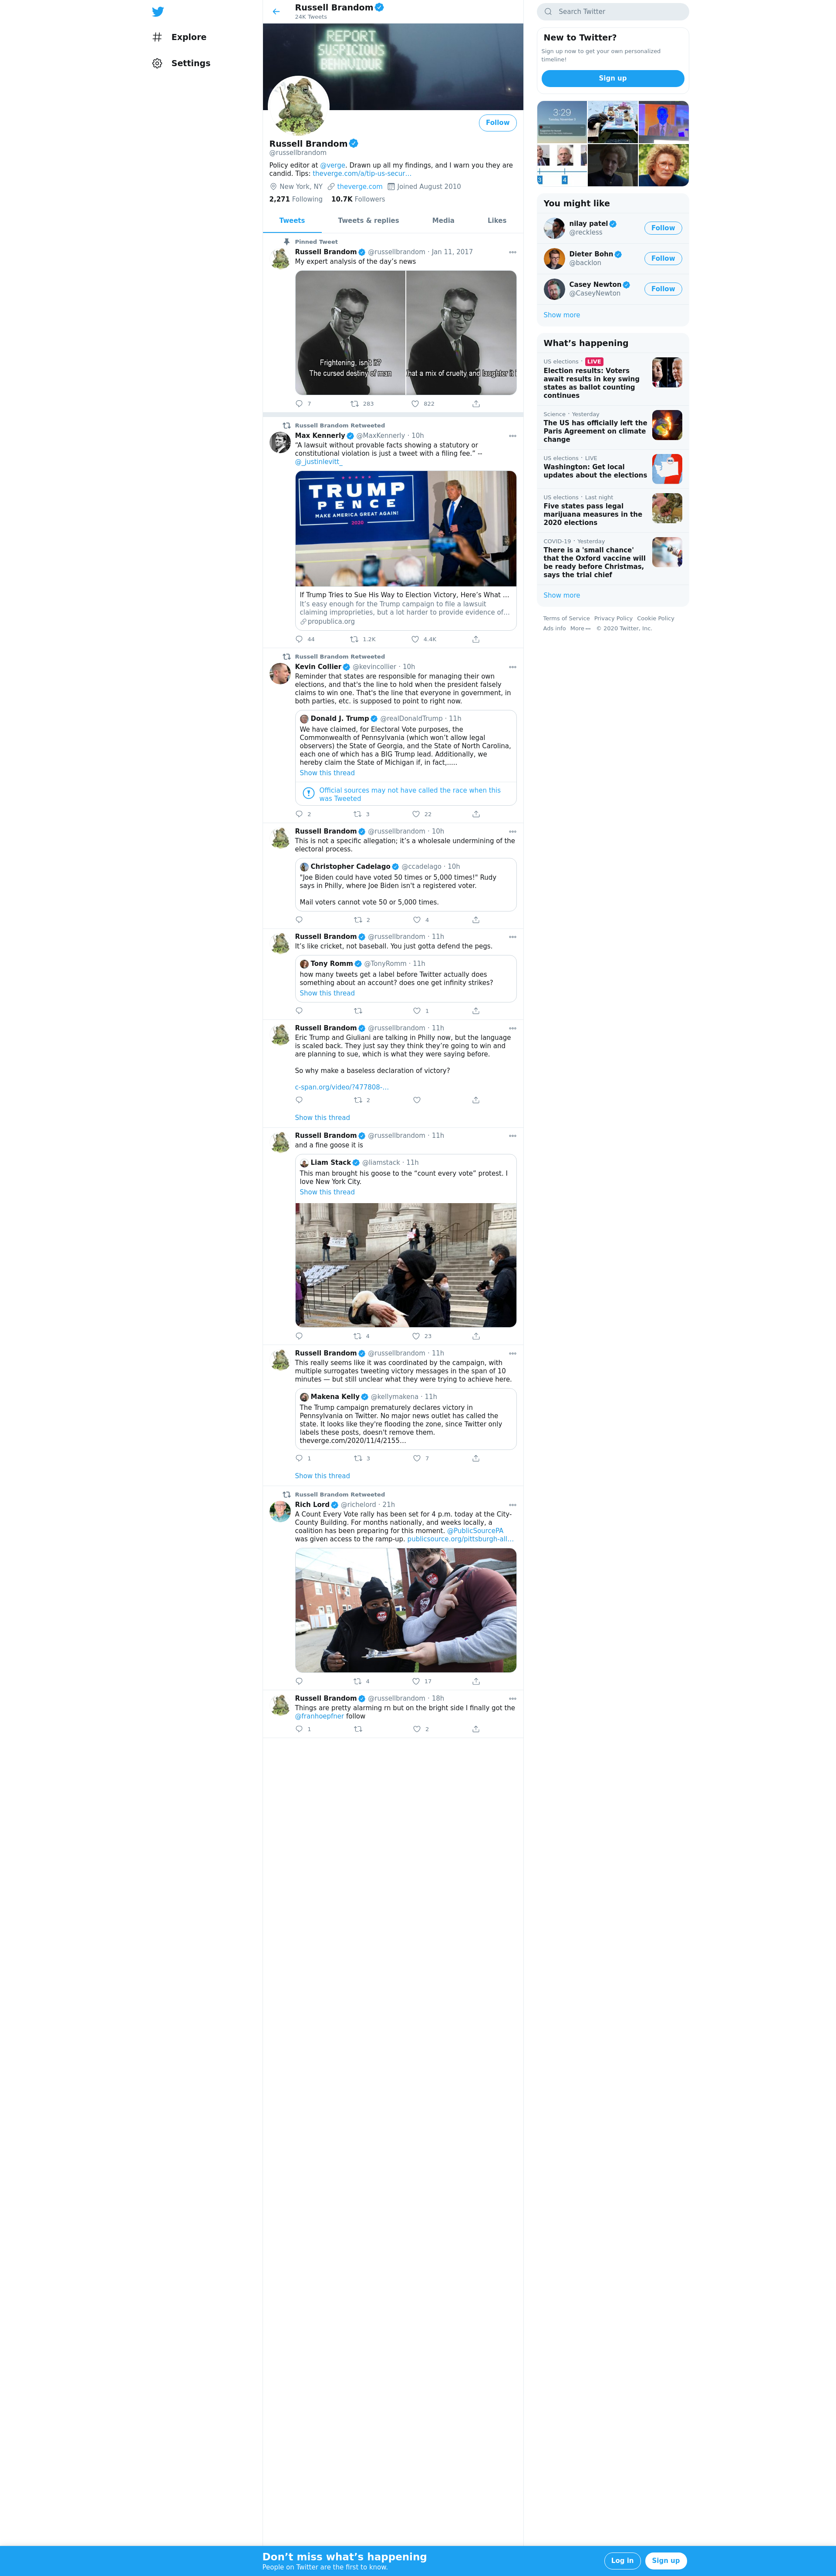 Explore
Settings
Russell Brandom
24K Tweets
REPORT
SUSPICIOUS
BEHAVIOUR
Follow
Russell Brandom
@russellbrandom
Policy editor at @verge. Drawn up all my findings, and I warn you they are
candid. Tips: theverge.com/a/tip-us-secur…
New York, NY theverge.com Joined August 2010
2,271 Following 10.7K Followers
Tweets Tweets & replies Media Likes
Pinned Tweet
Russell Brandom @russellbrandom · Jan 11, 2017
My expert analysis of the day’s news
Frightening, isn't it?
The cursed destiny of man
that a mix of cruelty and laughter it i
7 283 822
Russell Brandom Retweeted
Max Kennerly @MaxKennerly · 10h
“A lawsuit without provable facts showing a statutory or
constitutional violation is just a tweet with a filing fee.” --
@_justinlevitt_
TRUMP
PENCE
MAKE AMERICA GREAT AGAIN!
2020
If Trump Tries to Sue His Way to Election Victory, Here’s What …
It’s easy enough for the Trump campaign to file a lawsuit
claiming improprieties, but a lot harder to provide evidence of…
propublica.org
44 1.2K 4.4K
Russell Brandom Retweeted
Kevin Collier @kevincollier · 10h
Reminder that states are responsible for managing their own
elections, and that's the line to hold when the president falsely
claims to win one. That's the line that everyone in government, in
both parties, etc. is supposed to point to right now.
Donald J. Trump @realDonaldTrump · 11h
We have claimed, for Electoral Vote purposes, the
Commonwealth of Pennsylvania (which won’t allow legal
observers) the State of Georgia, and the State of North Carolina,
each one of which has a BIG Trump lead. Additionally, we
hereby claim the State of Michigan if, in fact,.....
Show this thread
Official sources may not have called the race when this
was Tweeted
2 3 22
Russell Brandom @russellbrandom · 10h
This is not a specific allegation; it’s a wholesale undermining of the
electoral process.
Christopher Cadelago @ccadelago · 10h
"Joe Biden could have voted 50 times or 5,000 times!" Rudy
says in Philly, where Joe Biden isn’t a registered voter.
Mail voters cannot vote 50 or 5,000 times.
2 4
Russell Brandom @russellbrandom · 11h
It’s like cricket, not baseball. You just gotta defend the pegs.
Tony Romm @TonyRomm · 11h
how many tweets get a label before Twitter actually does
something about an account? does one get infinity strikes?
Show this thread
1
Russell Brandom @russellbrandom · 11h
Eric Trump and Giuliani are talking in Philly now, but the language
is scaled back. They just say they think they’re going to win and
are planning to sue, which is what they were saying before.
So why make a baseless declaration of victory?
c-span.org/video/?477808-…
2
Show this thread
Russell Brandom @russellbrandom · 11h
and a fine goose it is
Liam Stack @liamstack · 11h
This man brought his goose to the “count every vote” protest. I
love New York City.
Show this thread
4 23
Russell Brandom @russellbrandom · 11h
This really seems like it was coordinated by the campaign, with
multiple surrogates tweeting victory messages in the span of 10
minutes — but still unclear what they were trying to achieve here.
Makena Kelly @kellymakena · 11h
The Trump campaign prematurely declares victory in
Pennsylvania on Twitter. No major news outlet has called the
state. It looks like they're flooding the zone, since Twitter only
labels these posts, doesn't remove them.
theverge.com/2020/11/4/2155…
1 3 7
Show this thread
Russell Brandom Retweeted
Rich Lord @richelord · 21h
A Count Every Vote rally has been set for 4 p.m. today at the City-
County Building. For months nationally, and weeks locally, a
coalition has been preparing for this moment. @PublicSourcePA
was given access to the ramp-up. publicsource.org/pittsburgh-all…
4 17
Russell Brandom @russellbrandom · 18h
Things are pretty alarming rn but on the bright side I finally got the
@franhoepfner follow
1 2
Search Twitter
New to Twitter?
Sign up now to get your own personalized
timeline!
Sign up
3:29
You might like
nilay patel
@reckless
Follow
Dieter Bohn
@backlon
Follow
Casey Newton
@CaseyNewton
Follow
Show more
What’s happening
US elections · LIVE
Election results: Voters
await results in key swing
states as ballot counting
continues
Science · Yesterday
The US has officially left the
Paris Agreement on climate
change
US elections · LIVE
Washington: Get local
updates about the elections
US elections · Last night
Five states pass legal
marijuana measures in the
2020 elections
COVID-19 · Yesterday
There is a 'small chance'
that the Oxford vaccine will
be ready before Christmas,
says the trial chief
Show more
Terms of Service Privacy Policy Cookie Policy
Ads info More © 2020 Twitter, Inc.
Don’t miss what’s happening
People on Twitter are the first to know.
Log in Sign up